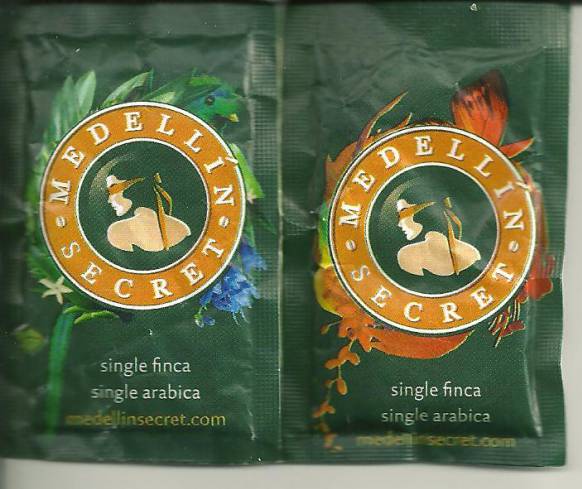 MEDELLÍN
SECRET
single finca
single arabica
medellinsecret.com
MEDELLÍN
SECRET
single finca
single arabica
medellinsecret.com